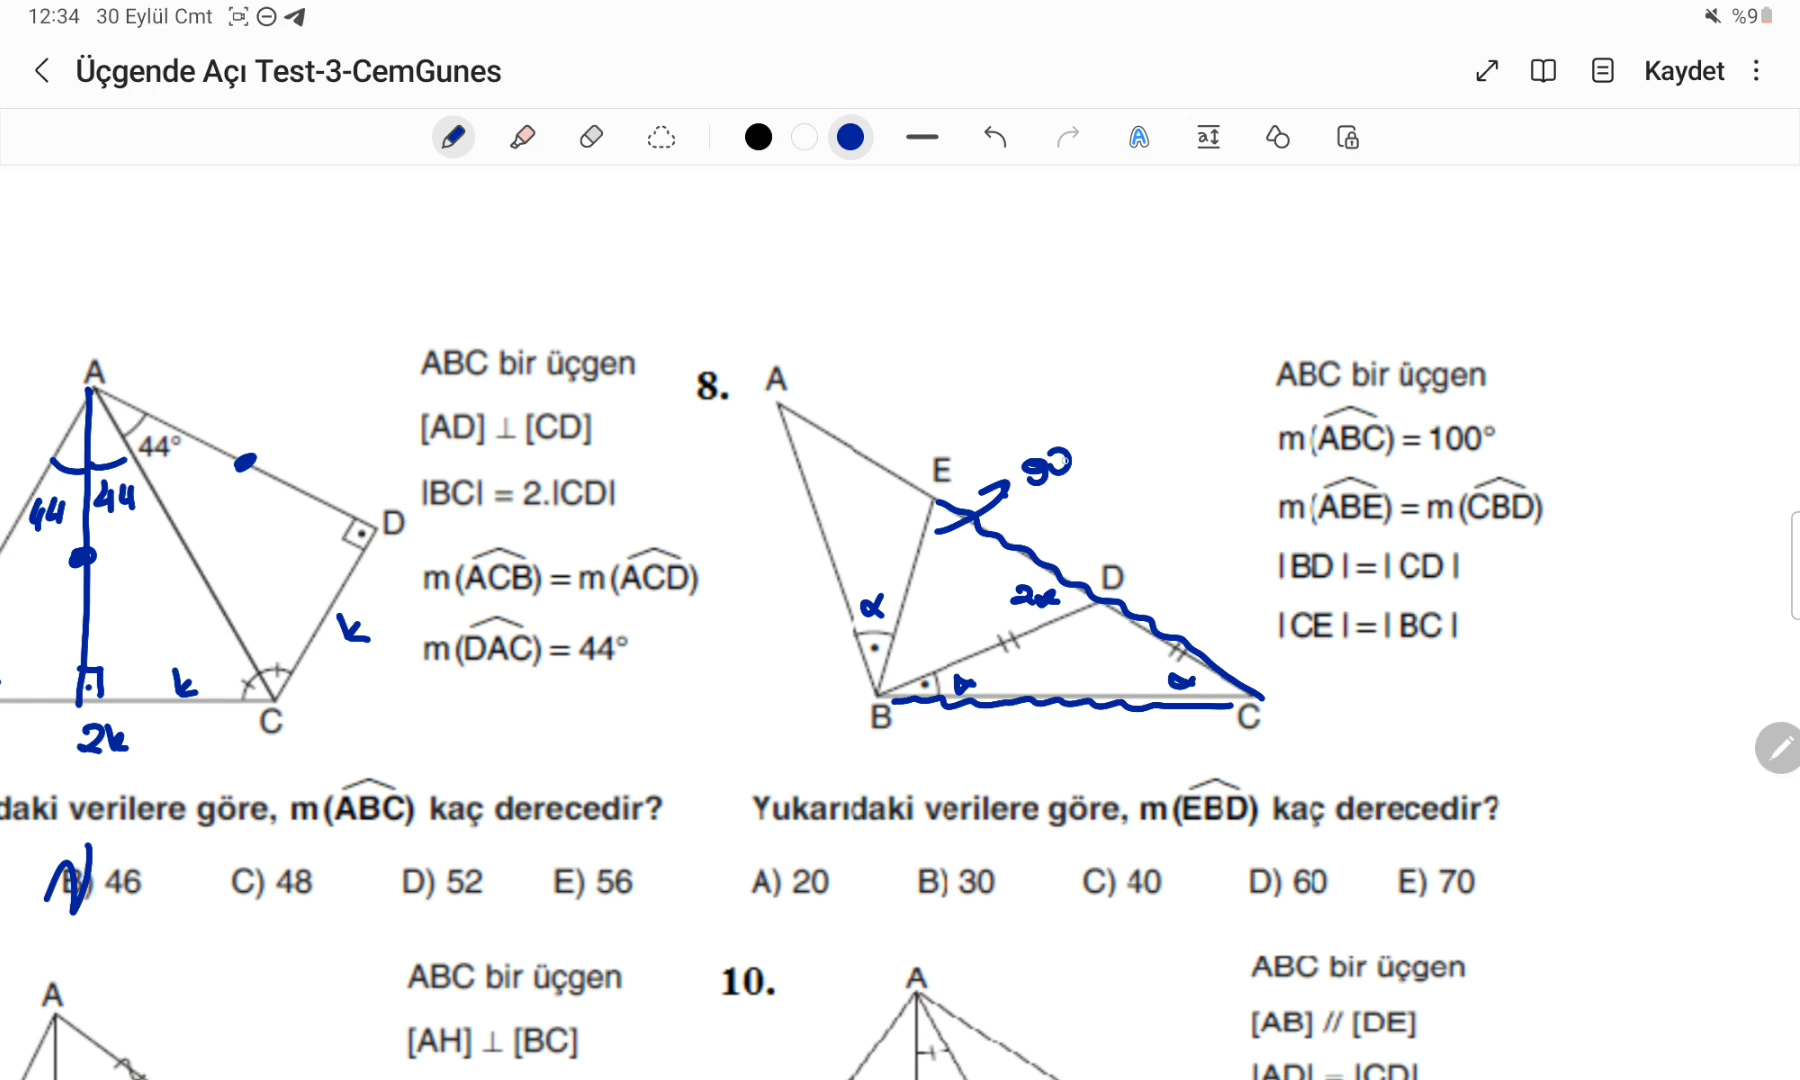 12:34 30 Eylül Cmt
%9
Üçgende Açı Test-3-CemGunes
Kaydet
A
44°
44
44
D
k
k
C
2k
ABC bir üçgen
[AD] ⊥ [CD]
|BC| = 2.|CD|
m(ACB) = m(ACD)
m(DAC) = 44°
daki verilere göre, m(ABC) kaç derecedir?
B) 46 C) 48 D) 52 E) 56
8.
A
E
90
D
α
2α
α
α
B
C
ABC bir üçgen
m(ABC) = 100°
m(ABE) = m(CBD)
|BD| = |CD|
|CE| = |BC|
Yukarıdaki verilere göre, m(EBD) kaç derecedir?
A) 20 B) 30 C) 40 D) 60 E) 70
A
ABC bir üçgen
[AH] ⊥ [BC]
10.
A
ABC bir üçgen
[AB] // [DE]
|AD| = |CD|